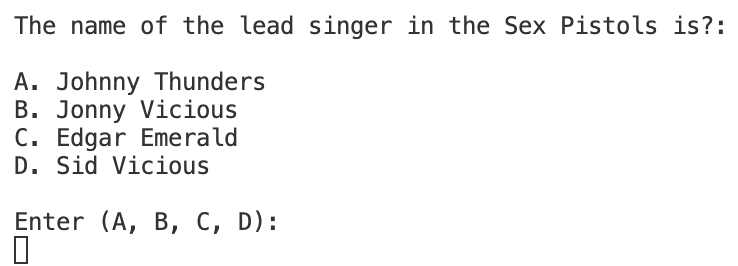 The name of the lead singer in the Sex Pistols is?:
A. Johnny Thunders
B. Jonny Vicious
C. Edgar Emerald
D. Sid Vicious
Enter (A, B, C, D):